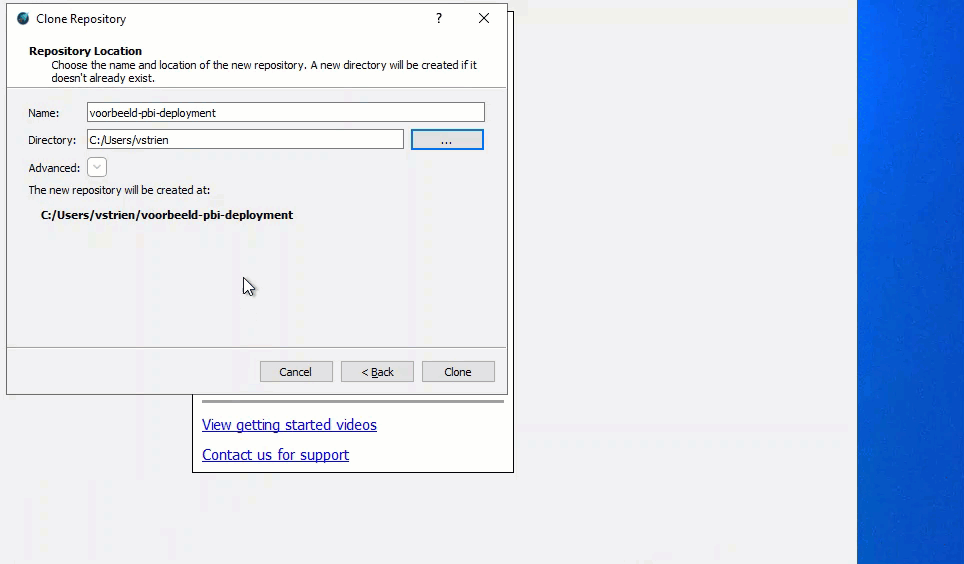 Clone Repository
?
Repository Location
Choose the name and location of the new repository. A new directory will be created if it
doesn't already exist.
Name: voorbeeld-pbi-deployment
Directory: C:/Users/vstrien ...
Advanced:
The new repository will be created at:
C:/Users/vstrien/voorbeeld-pbi-deployment
Cancel < Back Clone
View getting started videos
Contact us for support